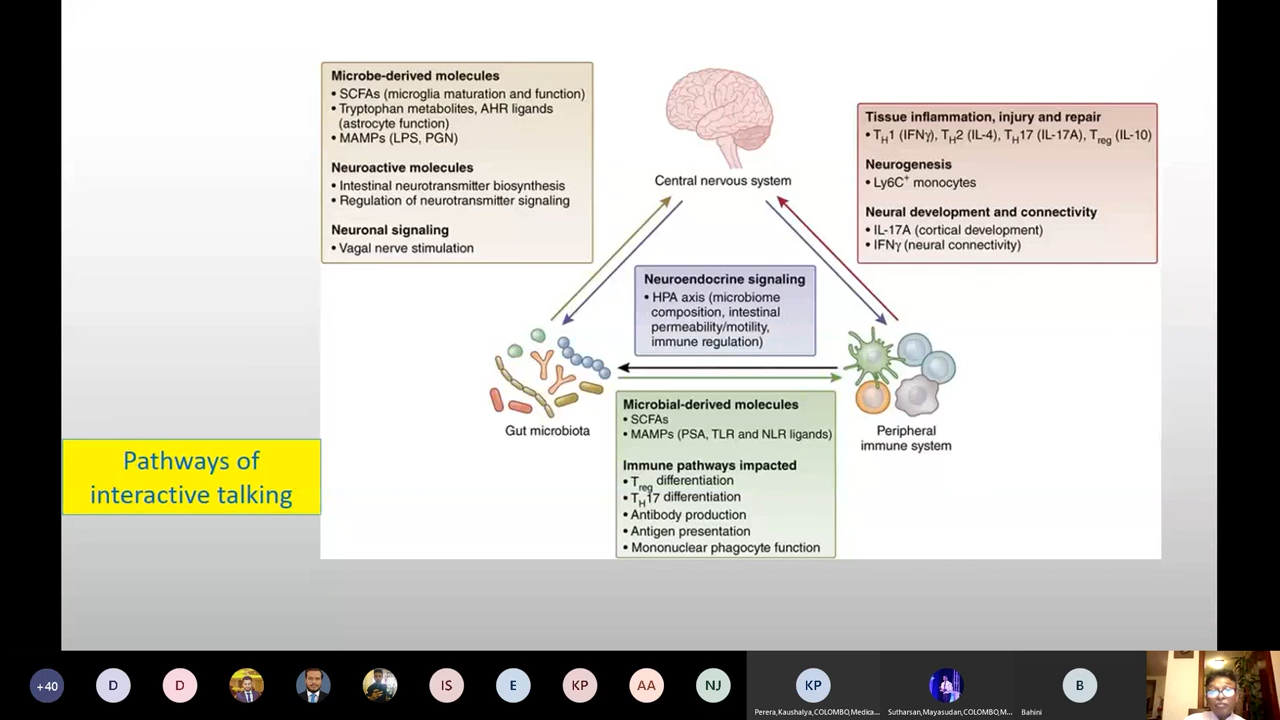 Microbe-derived molecules
• SCFAs (microglia maturation and function)
• Tryptophan metabolites, AHR ligands
(astrocyte function)
• MAMPs (LPS, PGN)
Neuroactive molecules
• Intestinal neurotransmitter biosynthesis
• Regulation of neurotransmitter signaling
Neuronal signaling
• Vagal nerve stimulation
Central nervous system
Tissue inflammation, injury and repair
• TH1 (IFNγ), TH2 (IL-4), TH17 (IL-17A), Treg (IL-10)
Neurogenesis
• Ly6C+ monocytes
Neural development and connectivity
• IL-17A (cortical development)
• IFNγ (neural connectivity)
Neuroendocrine signaling
• HPA axis (microbiome
composition, intestinal
permeability/motility,
immune regulation)
Gut microbiota
Peripheral
immune system
Microbial-derived molecules
• SCFAs
• MAMPs (PSA, TLR and NLR ligands)
Immune pathways impacted
• Treg differentiation
• TH17 differentiation
• Antibody production
• Antigen presentation
• Mononuclear phagocyte function
Pathways of
interactive talking
+40
D
D
IS
E
KP
AA
NJ
KP
B
Perera,Kaushalya,COLOMBO,Medica...
Sutharsan,Mayasudan,COLOMBO,M...
Bahini